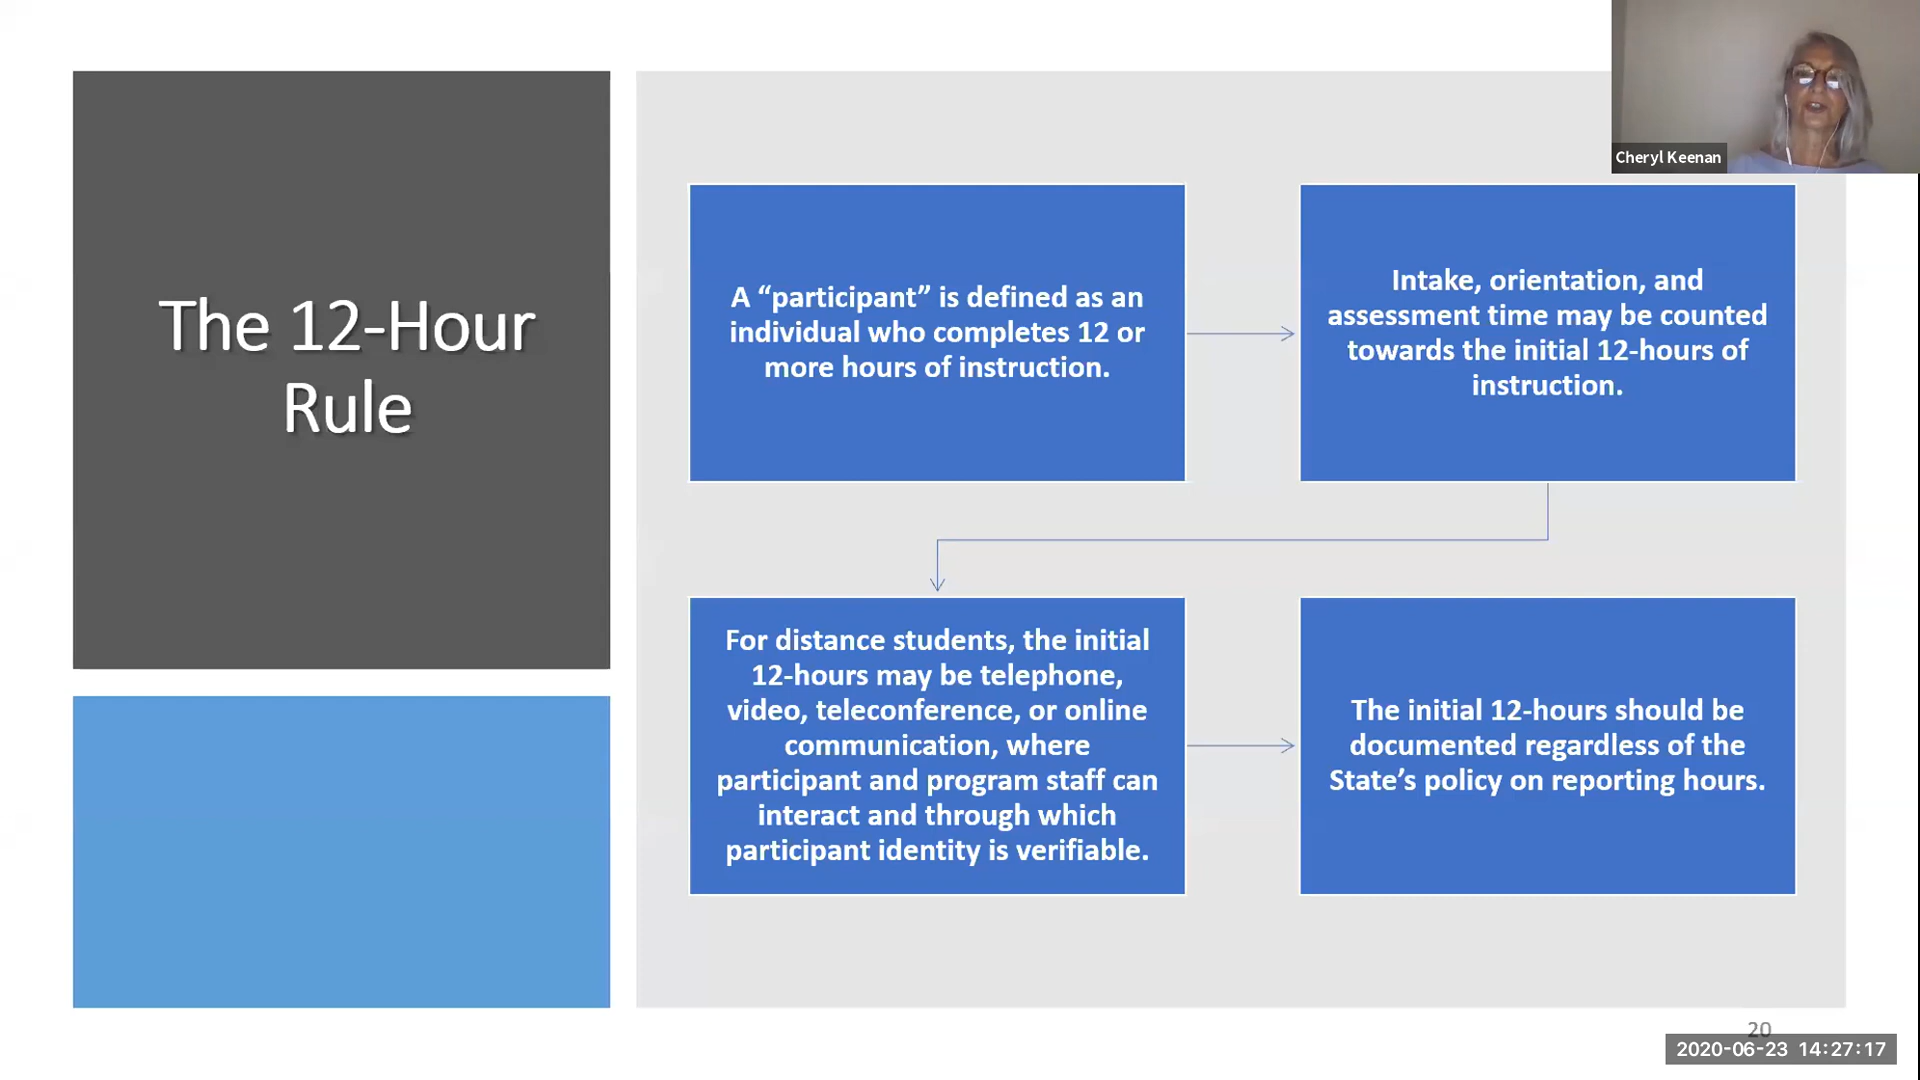 Cheryl Keenan
The 12-Hour
Rule
A “participant” is defined as an
individual who completes 12 or
more hours of instruction.
Intake, orientation, and
assessment time may be counted
towards the initial 12-hours of
instruction.
For distance students, the initial
12-hours may be telephone,
video, teleconference, or online
communication, where
participant and program staff can
interact and through which
participant identity is verifiable.
The initial 12-hours should be
documented regardless of the
State’s policy on reporting hours.
20
2020-06-23 14:27:17